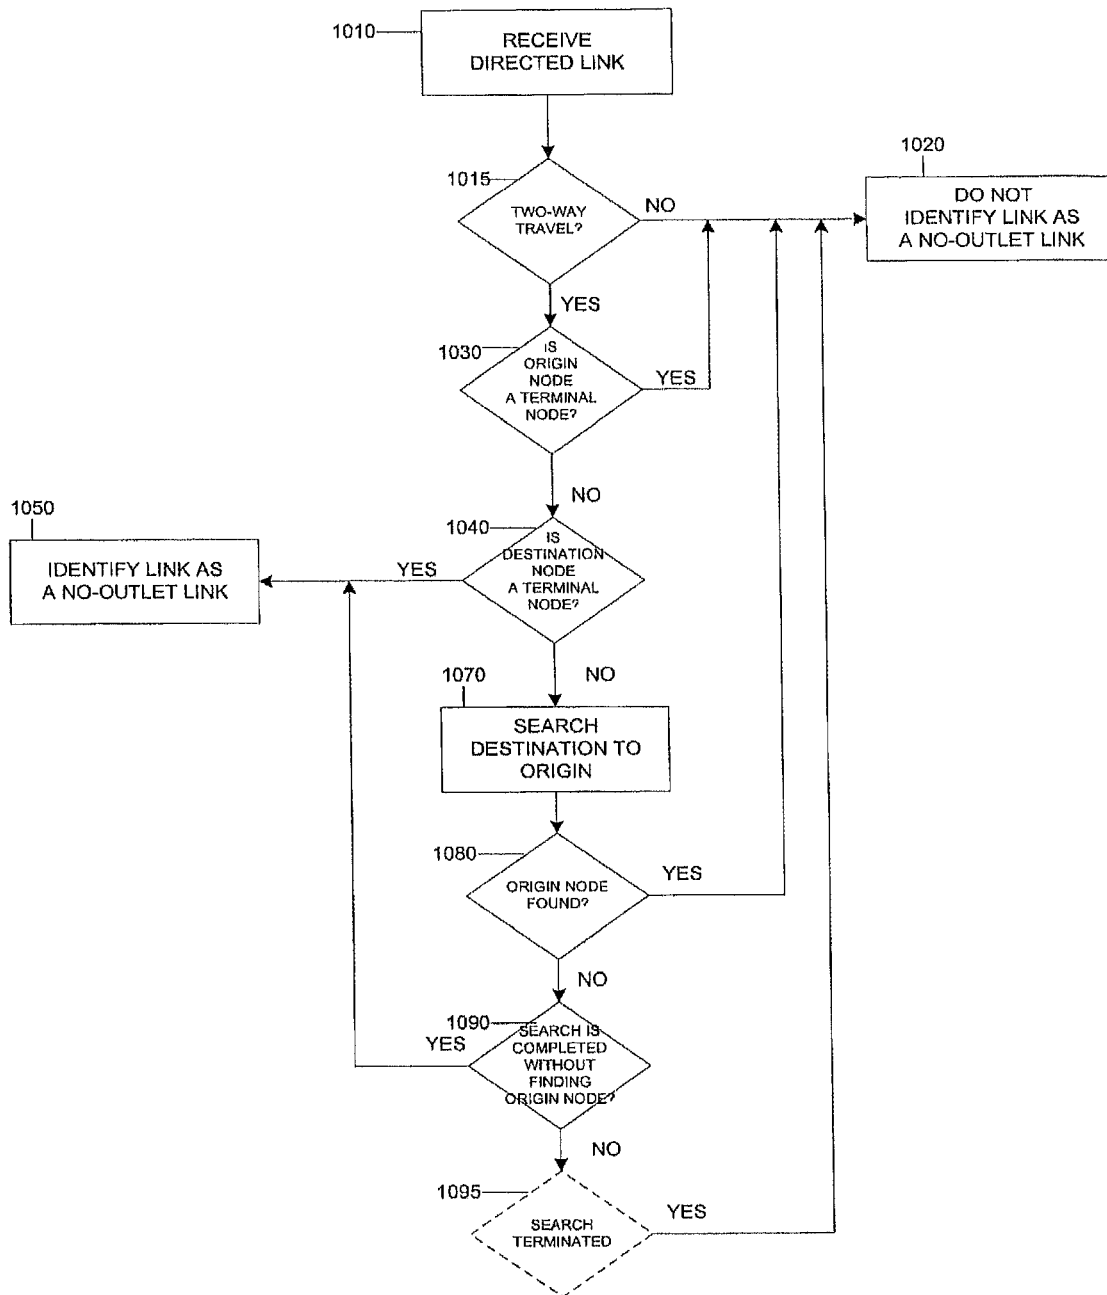 1010
RECEIVE
DIRECTED LINK
1015
TWO-WAY
TRAVEL?
NO
1020
DO NOT
IDENTIFY LINK AS
A NO-OUTLET LINK
YES
1030
IS
ORIGIN
NODE
A TERMINAL
NODE?
YES
NO
1040
IS
DESTINATION
NODE
A TERMINAL
NODE?
YES
1050
IDENTIFY LINK AS
A NO-OUTLET LINK
NO
1070
SEARCH
DESTINATION TO
ORIGIN
1080
ORIGIN NODE
FOUND?
YES
NO
1090
SEARCH IS
COMPLETED
WITHOUT
FINDING
ORIGIN NODE?
YES
NO
1095
SEARCH
TERMINATED
YES